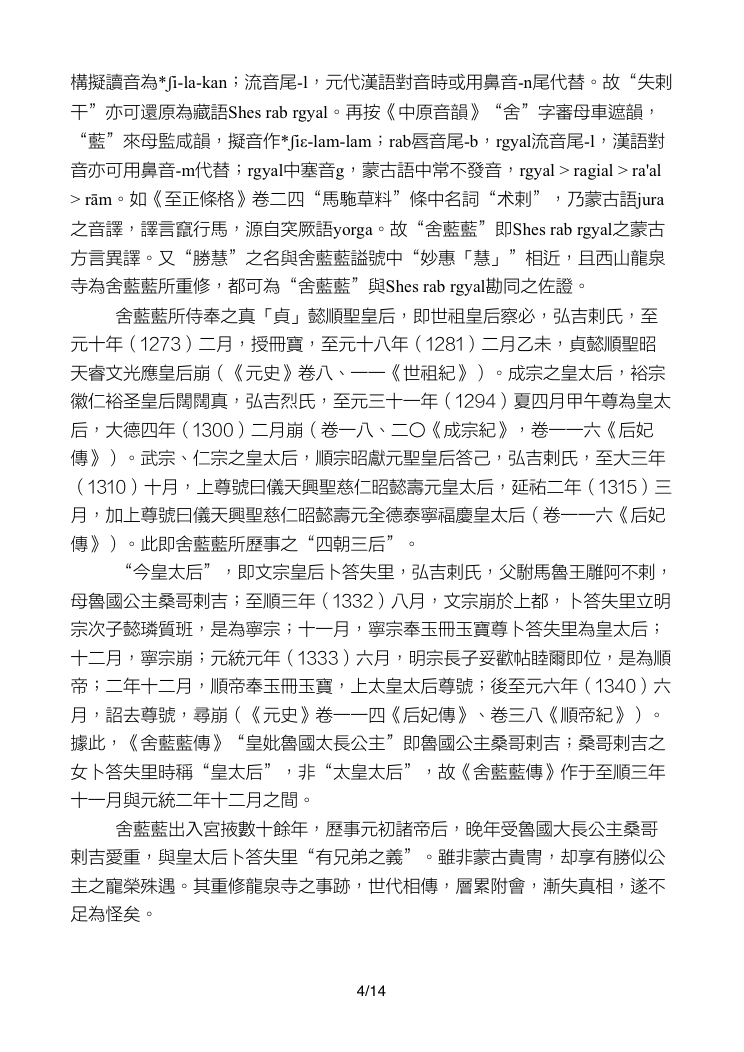 構擬讀音為*ʃi-la-kan；流音尾-l，元代漢語對音時或用鼻音-n尾代替。故“失剌
干”亦可還原為藏語Shes rab rgyal。再按《中原音韻》“舍”字審母車遮韻，
“藍”來母監咸韻，擬音作*ʃiɛ-lam-lam；rab唇音尾-b，rgyal流音尾-l，漢語對
音亦可用鼻音-m代替；rgyal中塞音g，蒙古語中常不發音，rgyal > ragial > ra'al
> rām。如《至正條格》卷二四“馬駞草料”條中名詞“术剌”，乃蒙古語jura
之音譯，譯言竄行馬，源自突厥語yorga。故“舍藍藍”即Shes rab rgyal之蒙古
方言異譯。又“勝慧”之名與舍藍藍謚號中“妙惠「慧」”相近，且西山龍泉
寺為舍藍藍所重修，都可為“舍藍藍”與Shes rab rgyal勘同之佐證。
舍藍藍所侍奉之真「貞」懿順聖皇后，即世祖皇后察必，弘吉剌氏，至
元十年（1273）二月，授冊寶，至元十八年（1281）二月乙未，貞懿順聖昭
天睿文光應皇后崩（《元史》卷八、一一《世祖紀》）。成宗之皇太后，裕宗
徽仁裕圣皇后闊闊真，弘吉烈氏，至元三十一年（1294）夏四月甲午尊為皇太
后，大德四年（1300）二月崩（卷一八、二〇《成宗紀》，卷一一六《后妃
傳》）。武宗、仁宗之皇太后，順宗昭獻元聖皇后答己，弘吉剌氏，至大三年
（1310）十月，上尊號曰儀天興聖慈仁昭懿壽元皇太后，延祐二年（1315）三
月，加上尊號曰儀天興聖慈仁昭懿壽元全德泰寧福慶皇太后（卷一一六《后妃
傳》）。此即舍藍藍所歷事之“四朝三后”。
“今皇太后”，即文宗皇后卜答失里，弘吉剌氏，父駙馬魯王雕阿不剌，
母魯國公主桑哥剌吉；至順三年（1332）八月，文宗崩於上都，卜答失里立明
宗次子懿璘質班，是為寧宗；十一月，寧宗奉玉冊玉寶尊卜答失里為皇太后；
十二月，寧宗崩；元統元年（1333）六月，明宗長子妥歡帖睦爾即位，是為順
帝；二年十二月，順帝奉玉冊玉寶，上太皇太后尊號；後至元六年（1340）六
月，詔去尊號，尋崩（《元史》卷一一四《后妃傳》、卷三八《順帝紀》）。
據此，《舍藍藍傳》“皇妣魯國太長公主”即魯國公主桑哥剌吉；桑哥剌吉之
女卜答失里時稱“皇太后”，非“太皇太后”，故《舍藍藍傳》作于至順三年
十一月與元統二年十二月之間。
舍藍藍出入宮掖數十餘年，歷事元初諸帝后，晚年受魯國大長公主桑哥
剌吉愛重，與皇太后卜答失里“有兄弟之義”。雖非蒙古貴胄，却享有勝似公
主之寵榮殊遇。其重修龍泉寺之事跡，世代相傳，層累附會，漸失真相，遂不
足為怪矣。
4/14